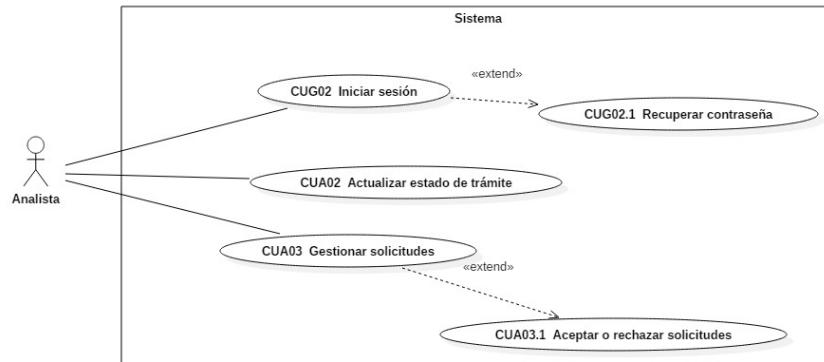 Sistema
«extend»
CUG02 Iniciar sesión
CUG02.1 Recuperar contraseña
CUA02 Actualizar estado de trámite
Analista
CUA03 Gestionar solicitudes
«extend»
CUA03.1 Aceptar o rechazar solicitudes